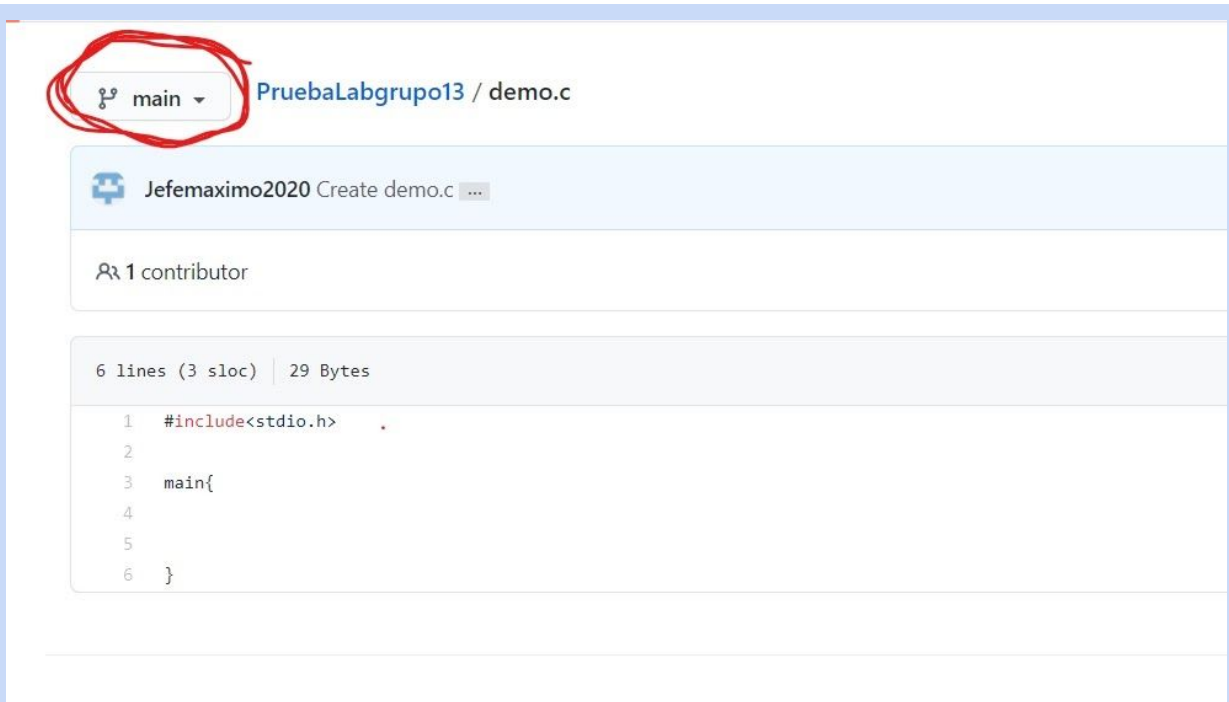 main PruebaLabgrupo13 / demo.c
Jefemaximo2020 Create demo.c ...
1 contributor
6 lines (3 sloc) 29 Bytes
1 #include<stdio.h>
2
3 main{
4
5
6 }